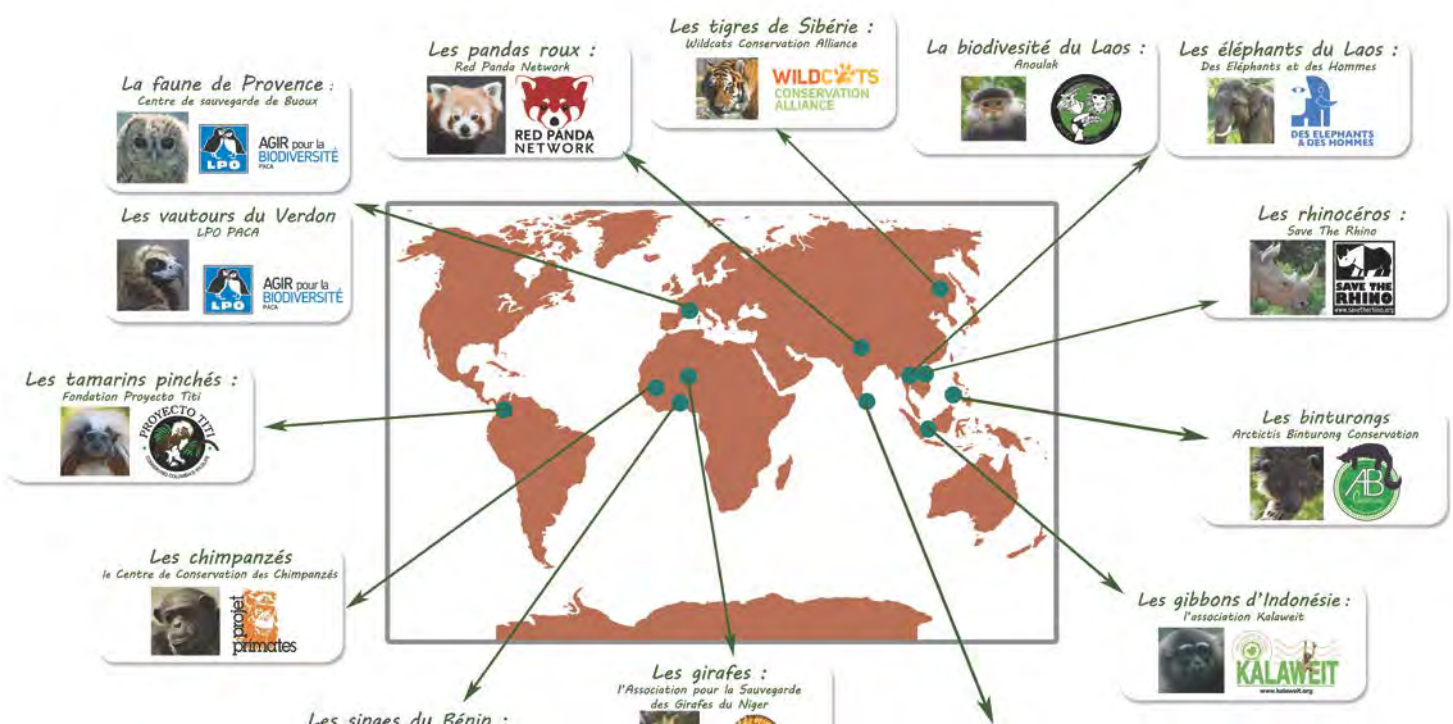 Les tigres de Sibérie :
Wildcats Conservation Alliance
WILDCATS
CONSERVATION
ALLIANCE
Les pandas roux :
Red Panda Network
RED PANDA
NETWORK
La biodivesité du Laos :
Anoulak
Les éléphants du Laos :
Des Eléphants et des Hommes
DES ELEPHANTS
& DES HOMMES
La faune de Provence :
Centre de sauvegarde de Buoux
LPO
AGIR pour la
BIODIVERSITÉ
PACA
Les vautours du Verdon
LPO PACA
LPO
AGIR pour la
BIODIVERSITÉ
PACA
Les rhinocéros :
Save The Rhino
SAVE THE
RHINO
www.savetherhino.org
Les tamarins pinchés :
Fondation Proyecto Titi
PROYECTO TITI
Les binturongs
Arctictis Binturong Conservation
AB
Les chimpanzés
le Centre de Conservation des Chimpanzés
projet
primates
Les gibbons d'Indonésie :
l'association Kalaweit
KALAWEIT
www.kalaweit.org
Les girafes :
l'Association pour la Sauvegarde
des Girafes du Niger
Les singes du Bénin :